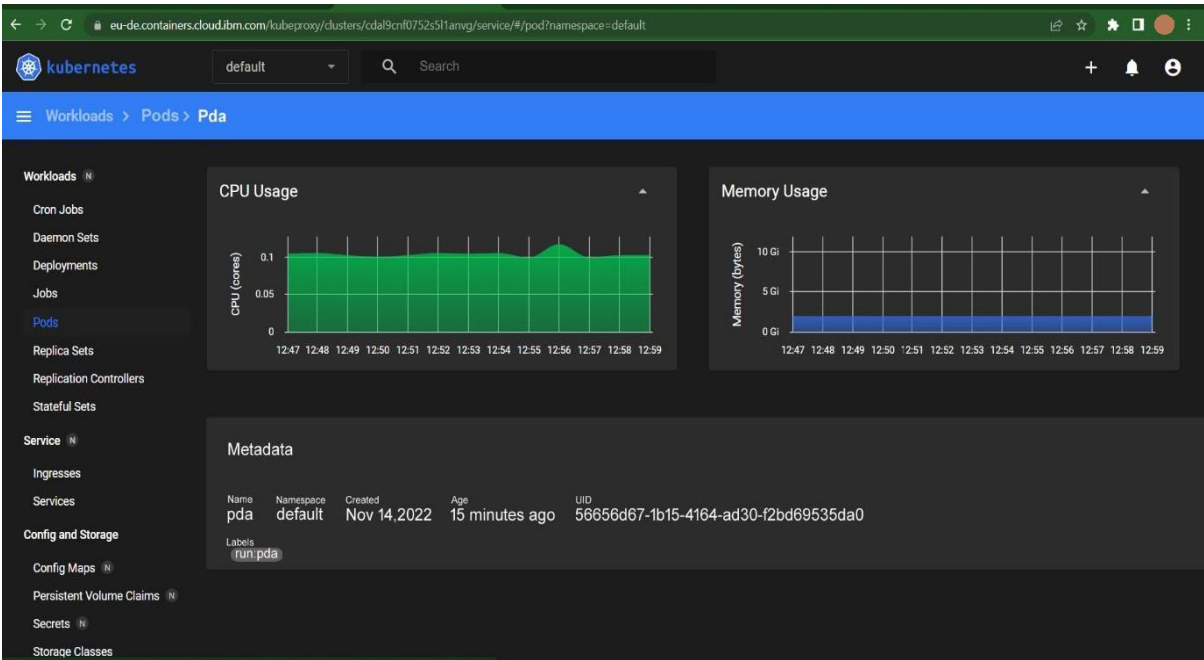 eu-de.containers.cloud.ibm.com/kubeproxy/clusters/cdal9cnf0752s5l1anvg/service/#/pod?namespace=default
kubernetes default Search
Workloads > Pods > Pda
Workloads N
Cron Jobs
Daemon Sets
Deployments
Jobs
Pods
Replica Sets
Replication Controllers
Stateful Sets
Service N
Ingresses
Services
Config and Storage
Config Maps N
Persistent Volume Claims N
Secrets N
Storage Classes
CPU Usage
CPU (cores)
0.1
0.05
0
12:47 12:48 12:49 12:50 12:51 12:52 12:53 12:54 12:55 12:56 12:57 12:58 12:59
Memory Usage
Memory (bytes)
10 Gi
5 Gi
0 Gi
12:47 12:48 12:49 12:50 12:51 12:52 12:53 12:54 12:55 12:56 12:57 12:58 12:59
Metadata
Name Namespace Created Age UID
pda default Nov 14,2022 15 minutes ago 56656d67-1b15-4164-ad30-f2bd69535da0
Labels
run:pda